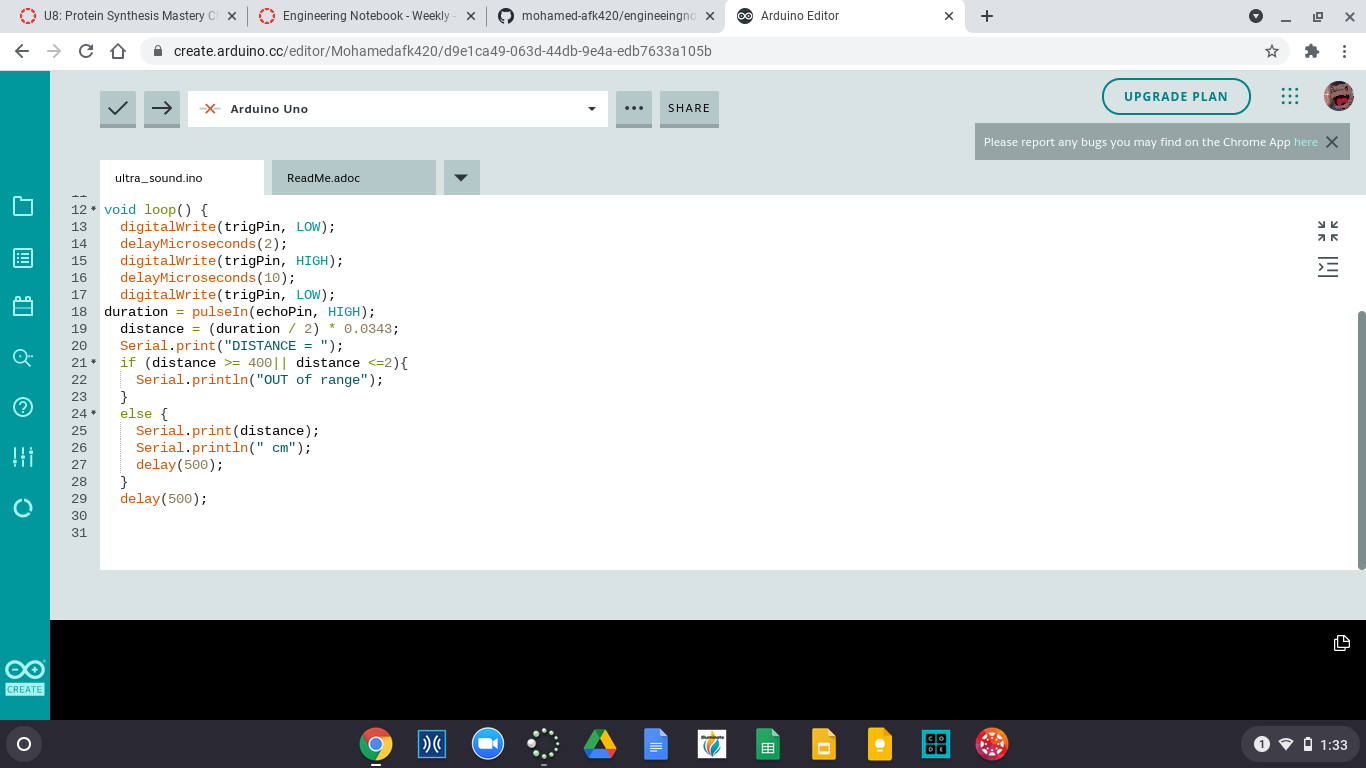 U8: Protein Synthesis Mastery C
Engineering Notebook - Weekly -
mohamed-afk420/engineeingno
Arduino Editor
create.arduino.cc/editor/Mohamedafk420/d9e1ca49-063d-44db-9e4a-edb7633a105b
Arduino Uno
SHARE
UPGRADE PLAN
Please report any bugs you may find on the Chrome App here
ultra_sound.ino
ReadMe.adoc
11
12 void loop() {
13 digitalWrite(trigPin, LOW);
14 delayMicroseconds(2);
15 digitalWrite(trigPin, HIGH);
16 delayMicroseconds(10);
17 digitalWrite(trigPin, LOW);
18 duration = pulseIn(echoPin, HIGH);
19 distance = (duration / 2) * 0.0343;
20 Serial.print("DISTANCE = ");
21 if (distance >= 400|| distance <=2){
22 Serial.println("OUT of range");
23 }
24 else {
25 Serial.print(distance);
26 Serial.println(" cm");
27 delay(500);
28 }
29 delay(500);
30
31
CREATE
illuminate
CODE
1 1:33